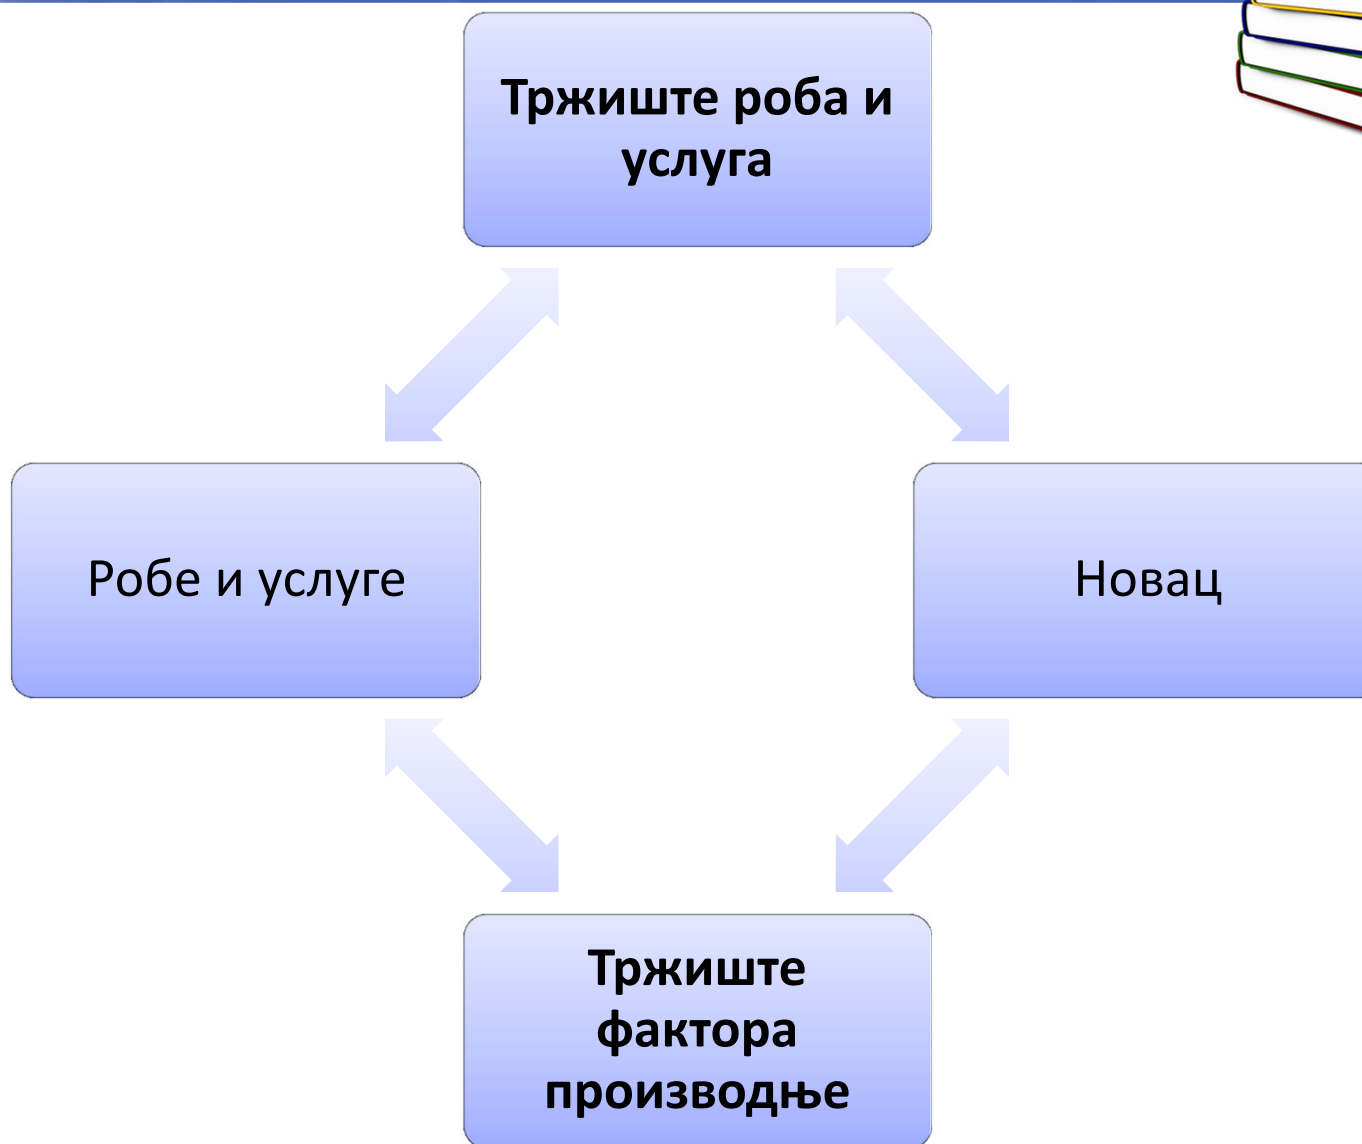 Тржиште роба и
услуга
Робе и услуге
Новац
Тржиште
фактора
производње